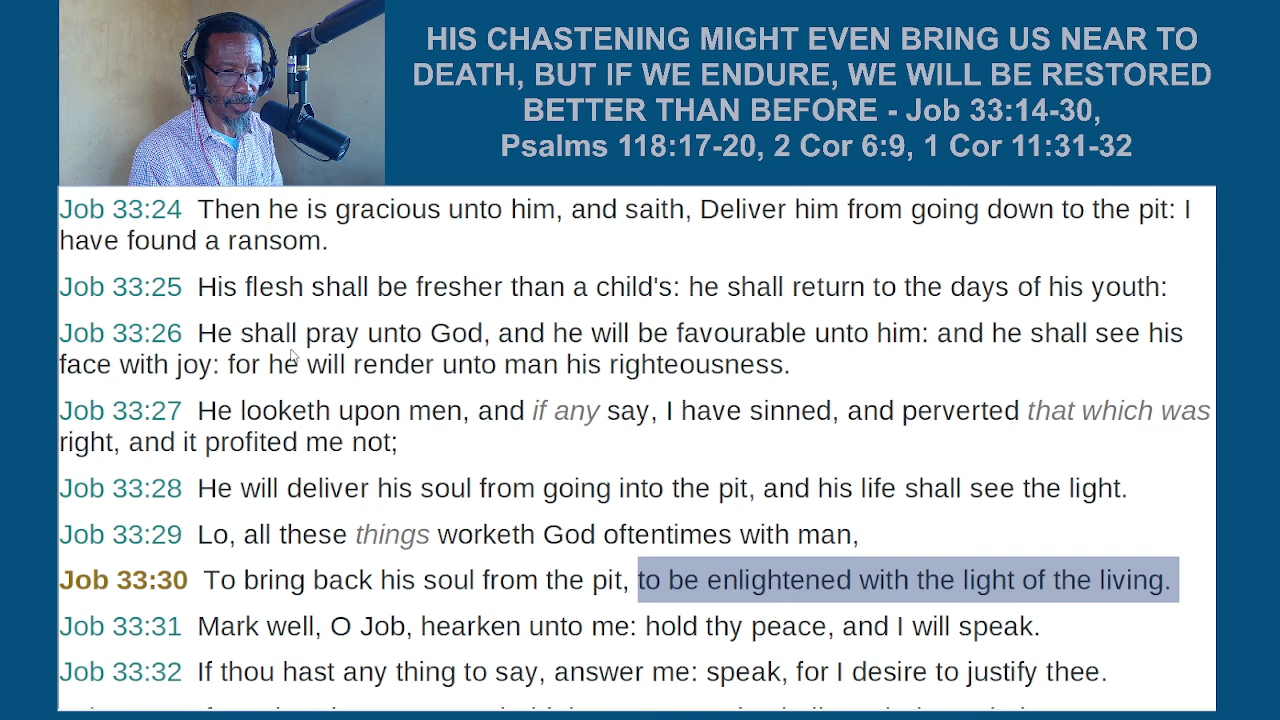 HIS CHASTENING MIGHT EVEN BRING US NEAR TO
DEATH, BUT IF WE ENDURE, WE WILL BE RESTORED
BETTER THAN BEFORE - Job 33:14-30,
Psalms 118:17-20, 2 Cor 6:9, 1 Cor 11:31-32
Job 33:24 Then he is gracious unto him, and saith, Deliver him from going down to the pit: I
have found a ransom.
Job 33:25 His flesh shall be fresher than a child's: he shall return to the days of his youth:
Job 33:26 He shall pray unto God, and he will be favourable unto him: and he shall see his
face with joy: for he will render unto man his righteousness.
Job 33:27 He looketh upon men, and if any say, I have sinned, and perverted that which was
right, and it profited me not;
Job 33:28 He will deliver his soul from going into the pit, and his life shall see the light.
Job 33:29 Lo, all these things worketh God oftentimes with man,
Job 33:30 To bring back his soul from the pit, to be enlightened with the light of the living.
Job 33:31 Mark well, O Job, hearken unto me: hold thy peace, and I will speak.
Job 33:32 If thou hast any thing to say, answer me: speak, for I desire to justify thee.